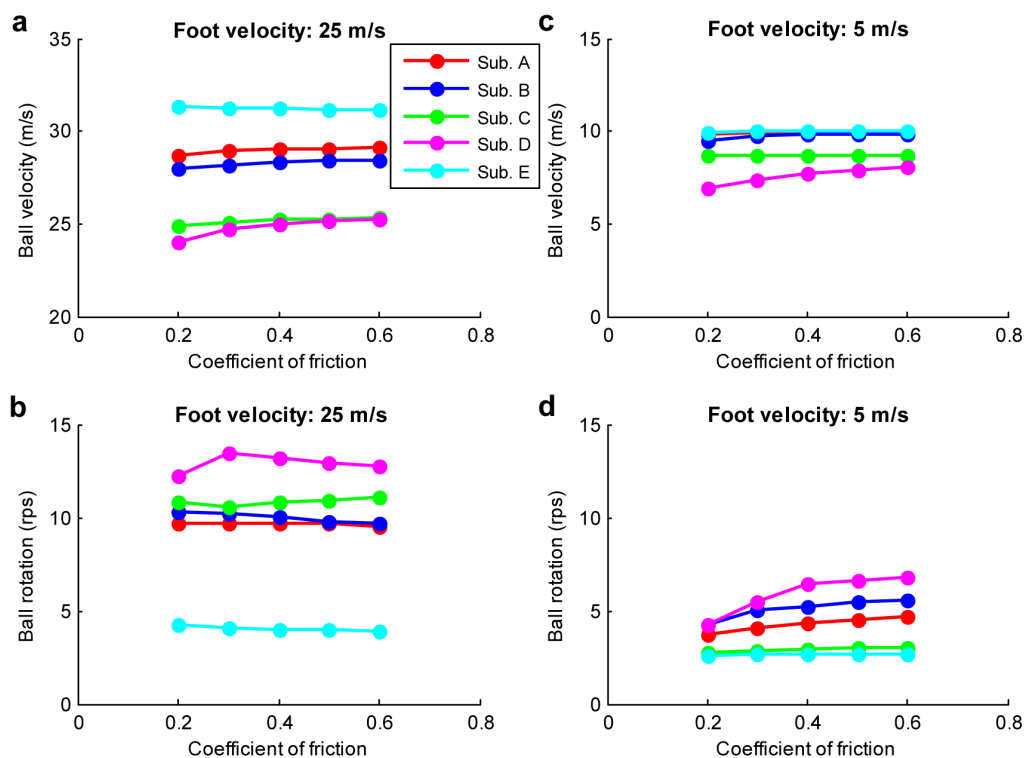 a
Foot velocity: 25 m/s
35
30
25
20
0
0.2
0.4
0.6
0.8
Ball velocity (m/s)
Coefficient of friction
Sub. A
Sub. B
Sub. C
Sub. D
Sub. E
c
Foot velocity: 5 m/s
15
10
5
0
0
0.2
0.4
0.6
0.8
Ball velocity (m/s)
Coefficient of friction
b
Foot velocity: 25 m/s
15
10
5
0
0
0.2
0.4
0.6
0.8
Ball rotation (rps)
Coefficient of friction
d
Foot velocity: 5 m/s
15
10
5
0
0
0.2
0.4
0.6
0.8
Ball rotation (rps)
Coefficient of friction